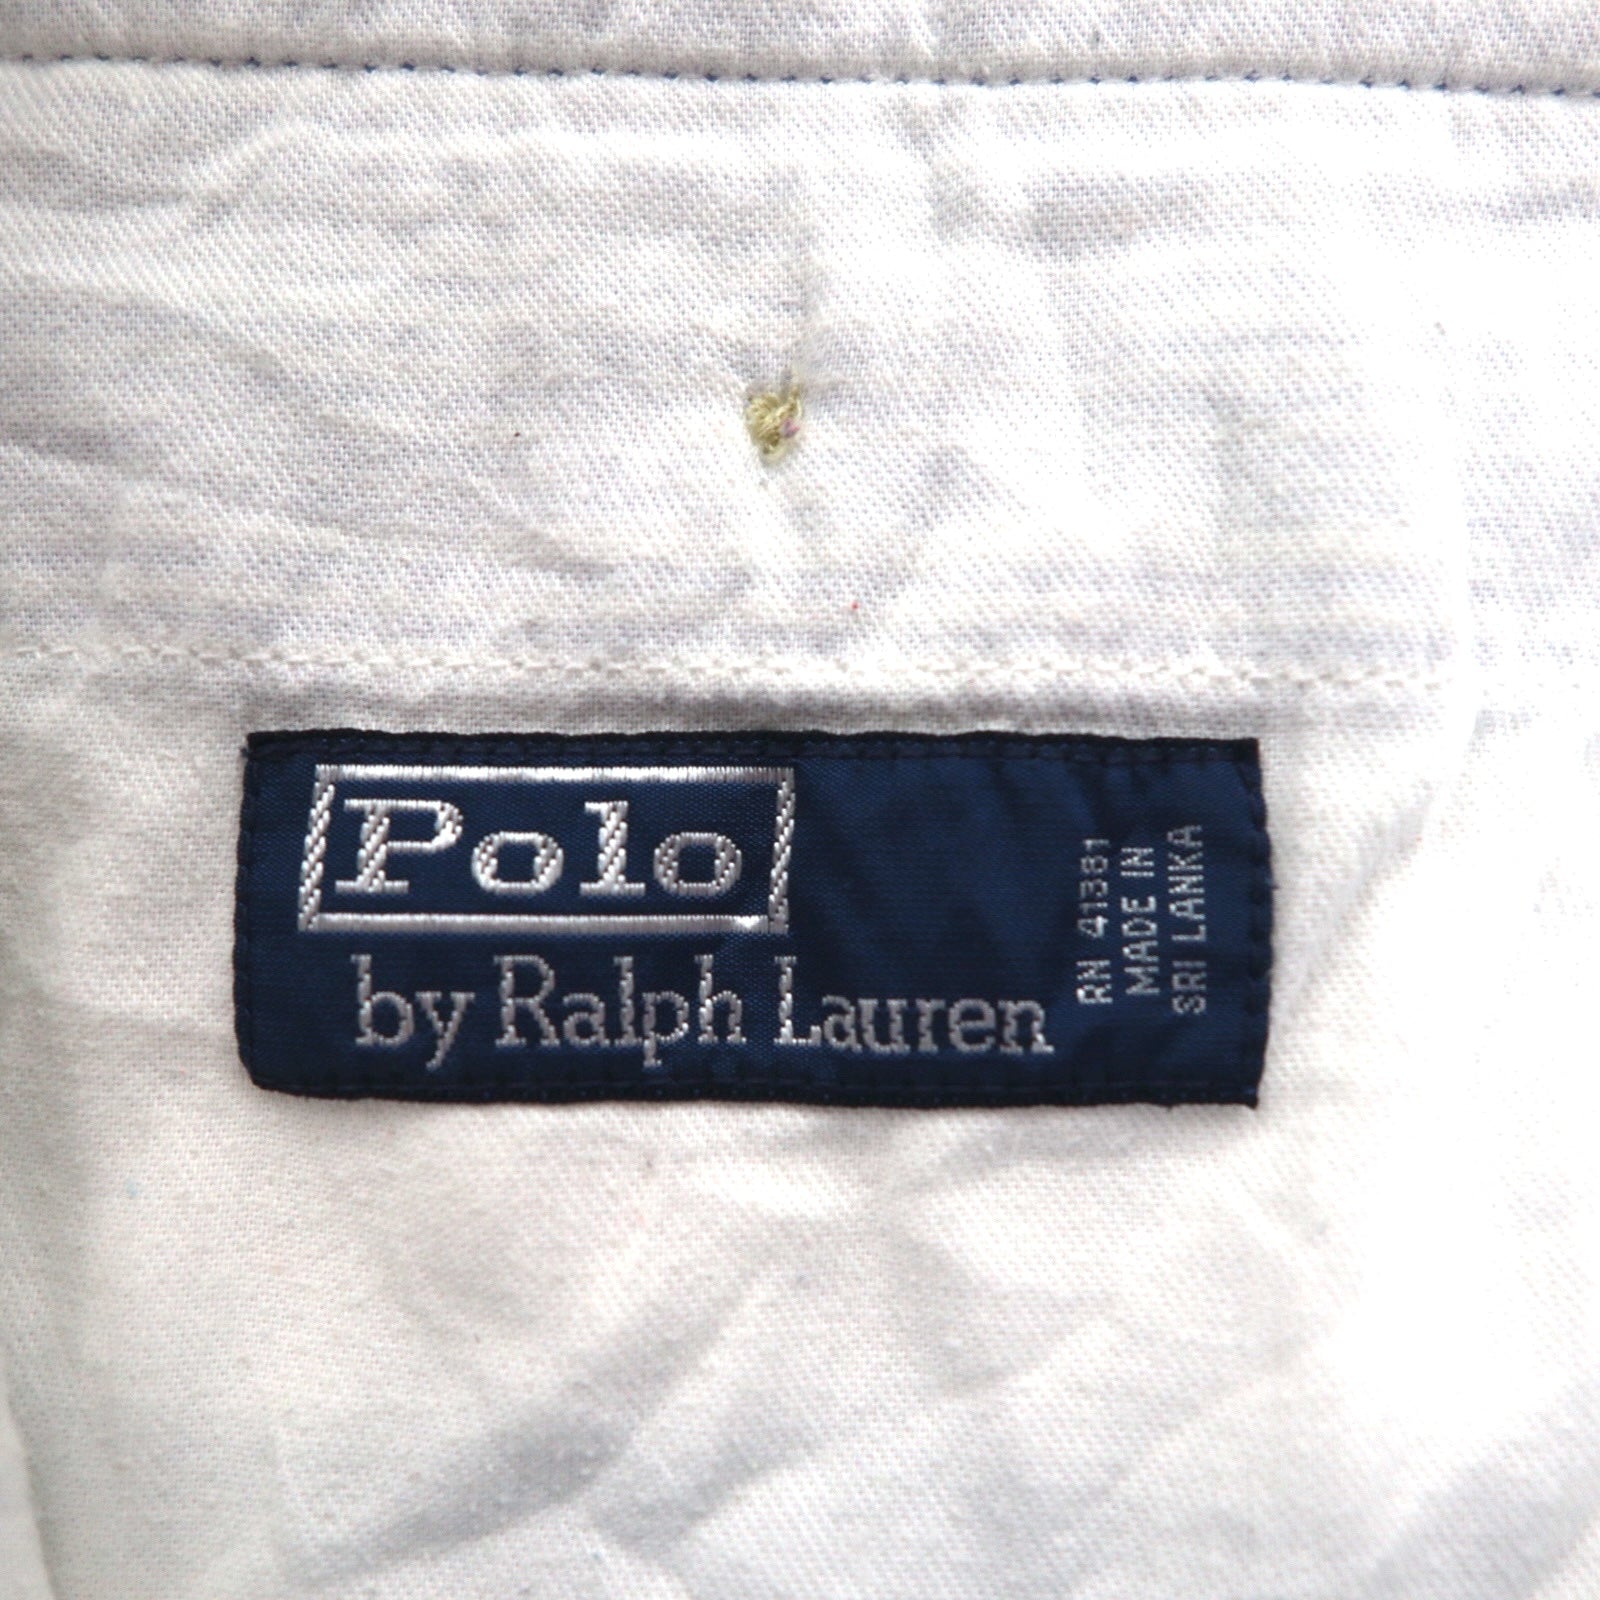 Polo
by Ralph Lauren
RN 41381
MADE IN
SRI LANKA